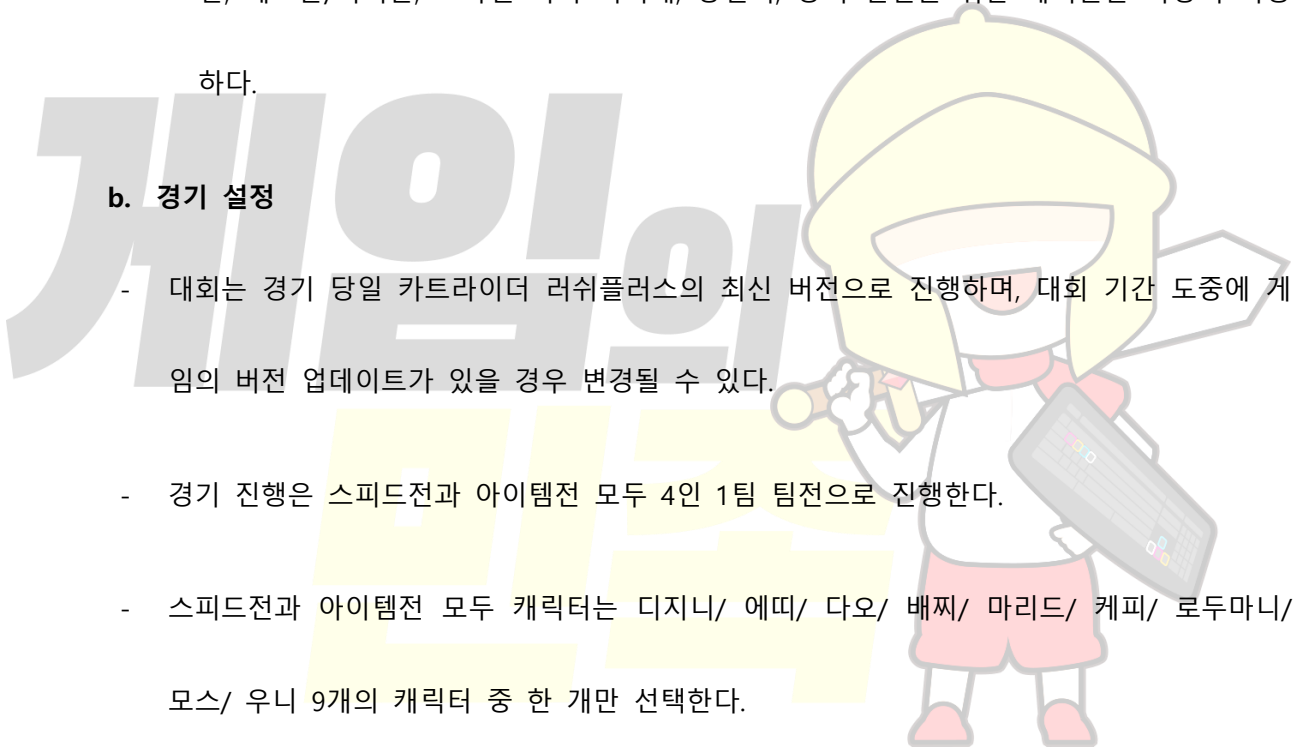 하다.
게임의
민족
b. 경기 설정
- 대회는 경기 당일 카트라이더 러쉬플러스의 최신 버전으로 진행하며, 대회 기간 도중에 게
임의 버전 업데이트가 있을 경우 변경될 수 있다.
- 경기 진행은 스피드전과 아이템전 모두 4인 1팀 팀전으로 진행한다.
- 스피드전과 아이템전 모두 캐릭터는 디지니/ 에띠/ 다오/ 배찌/ 마리드/ 케피/ 로두마니/
모스/ 우니 9개의 캐릭터 중 한 개만 선택한다.